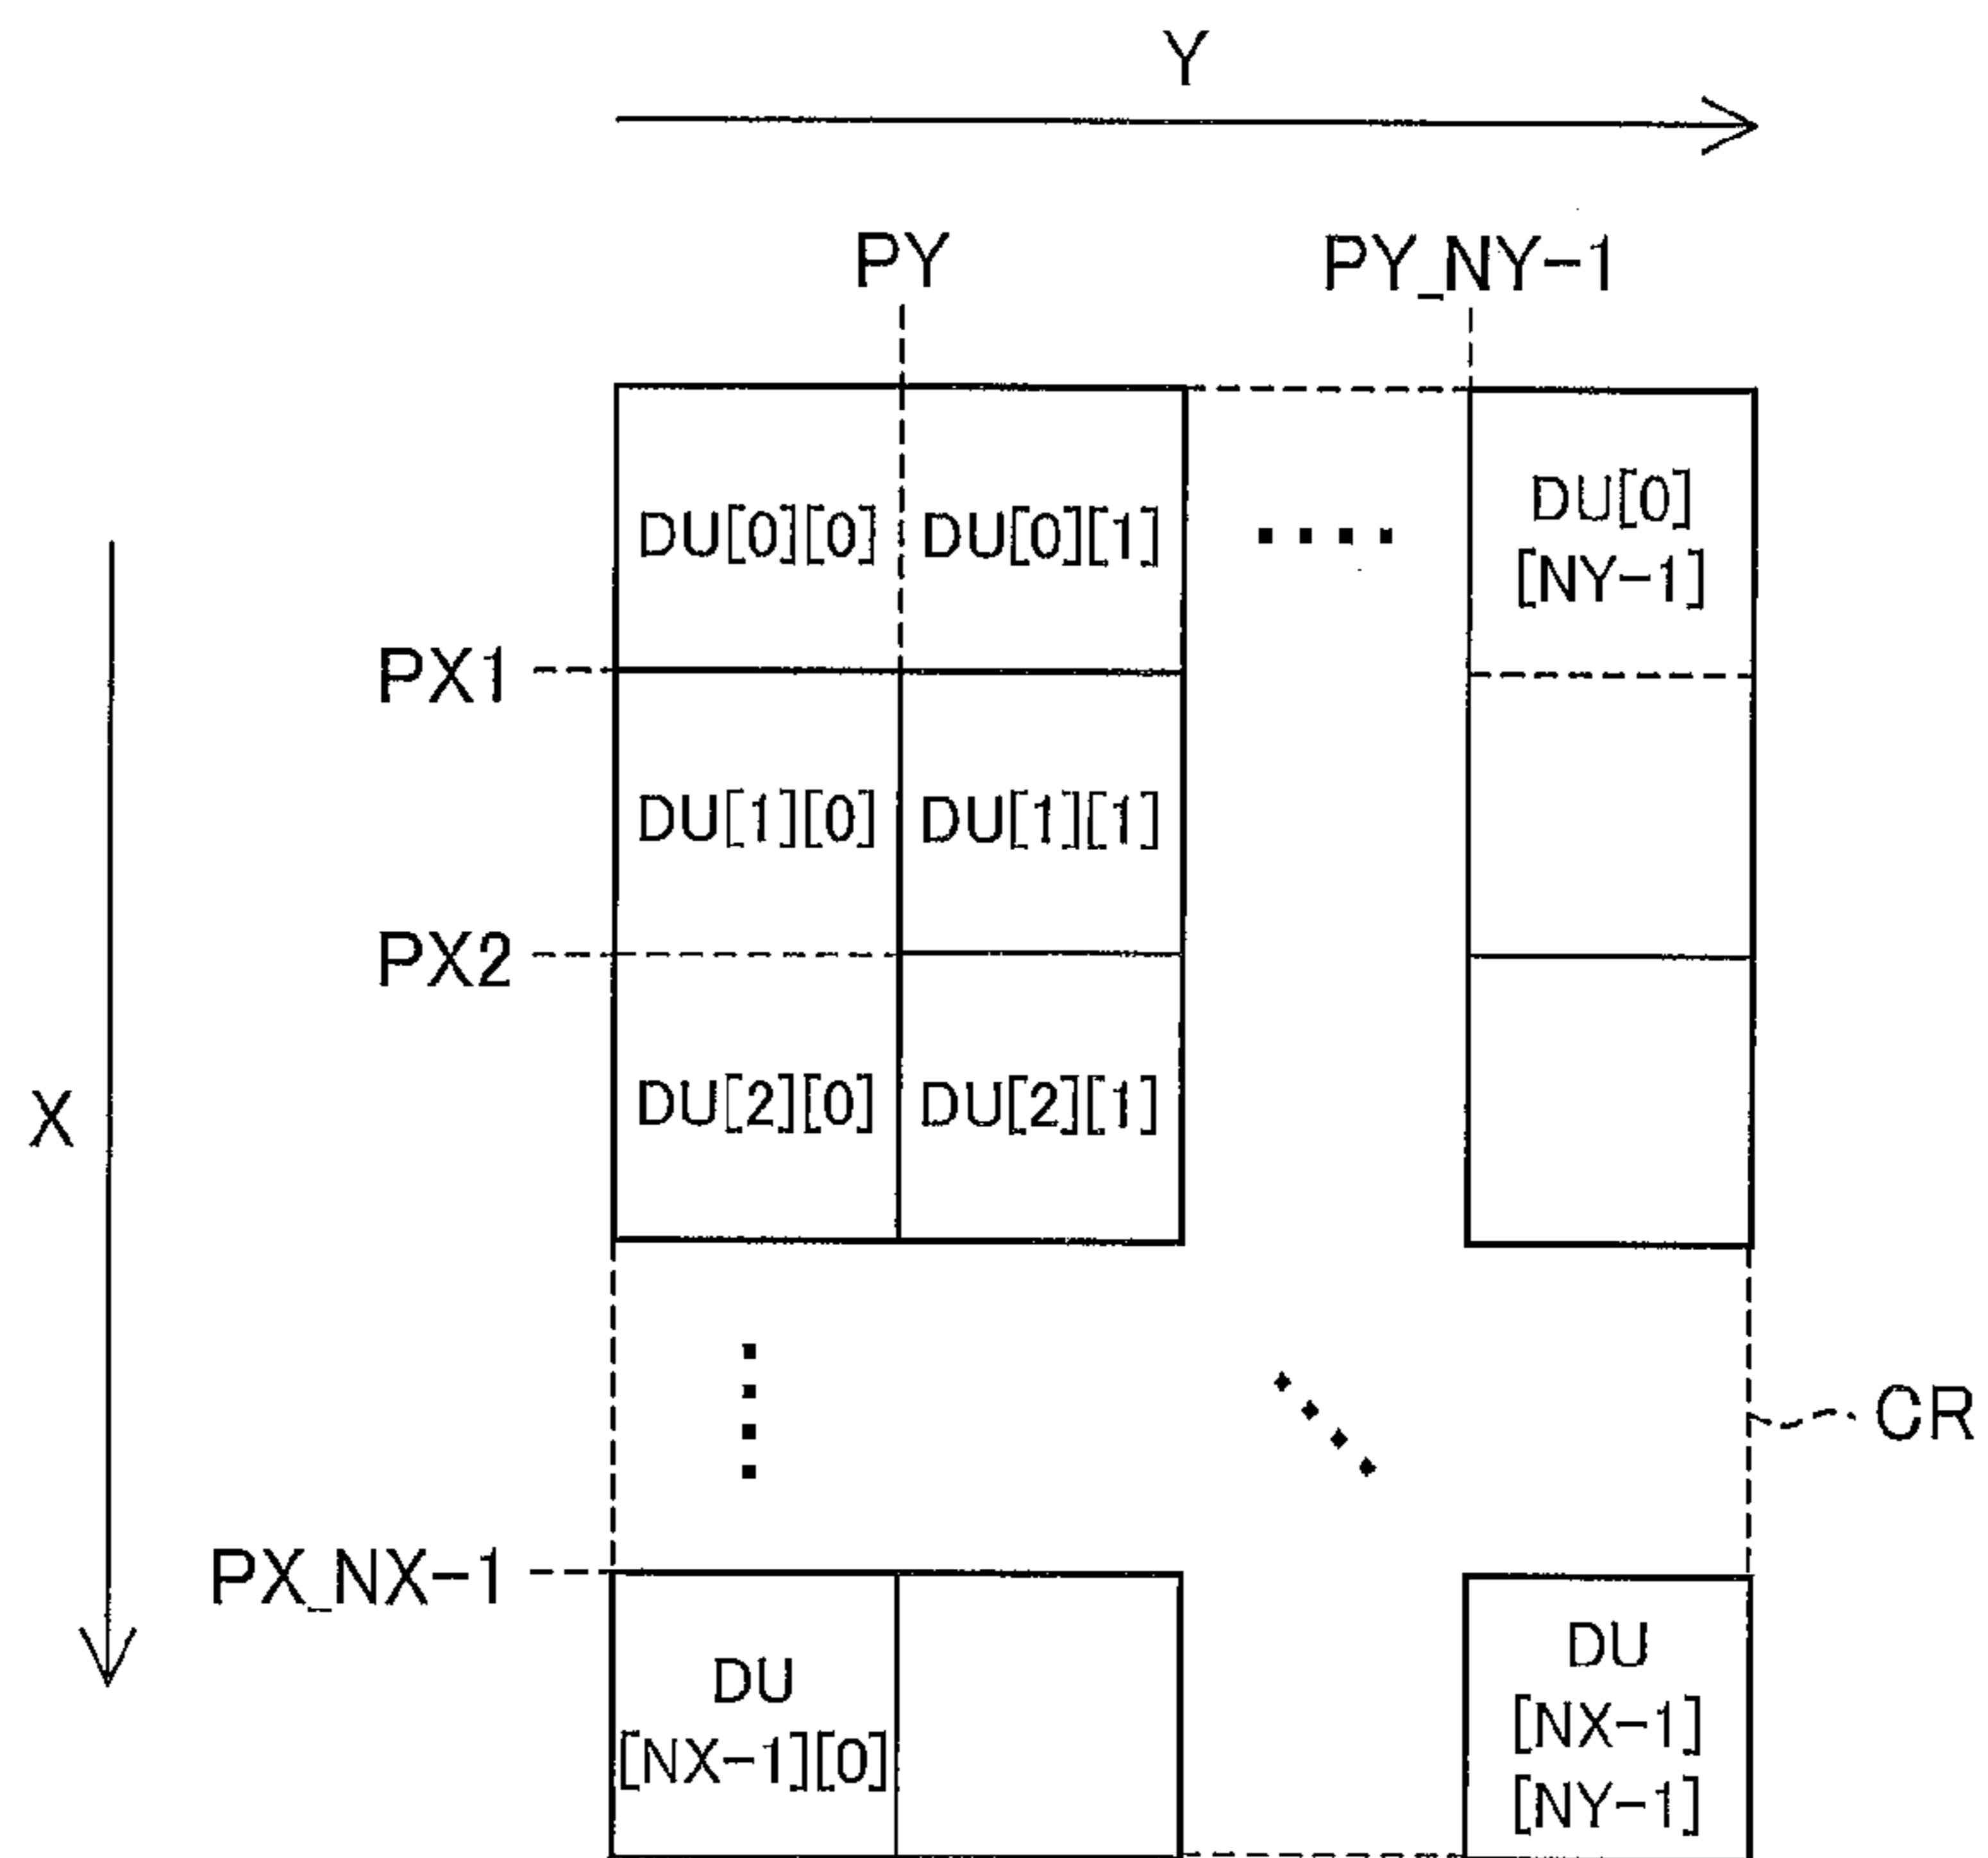 Y
PY
PY_NY-1
DU[0][0]
DU[0][1]
DU[0]
[NY-1]
PX1
DU[1][0]
DU[1][1]
PX2
DU[2][0]
DU[2][1]
X
CR
PX_NX-1
DU
[NX-1][0]
DU
[NX-1]
[NY-1]